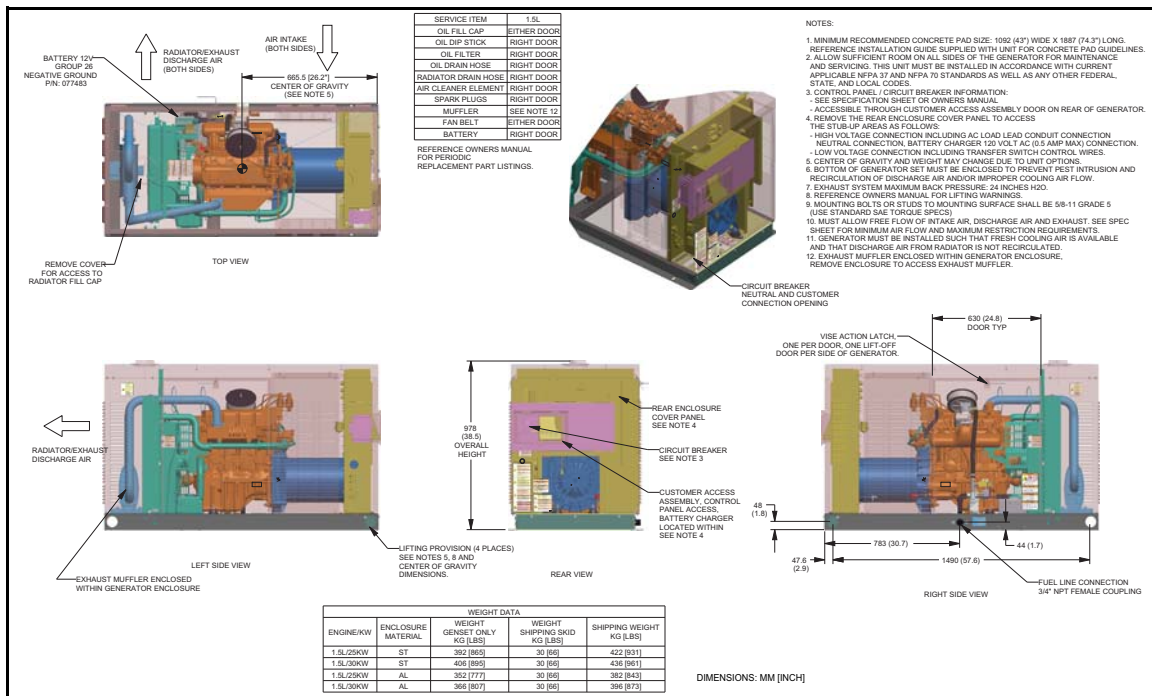 BATTERY 12V
GROUP 26
NEGATIVE GROUND
P/N: 077483
RADIATOR/EXHAUST
DISCHARGE AIR
(BOTH SIDES)
AIR INTAKE
(BOTH SIDES)
665.5 [26.2"]
CENTER OF GRAVITY
(SEE NOTE 5)
REMOVE COVER
FOR ACCESS TO
RADIATOR FILL CAP
TOP VIEW
SERVICE ITEM 1.5L
OIL FILL CAP EITHER DOOR
OIL DIP STICK RIGHT DOOR
OIL FILTER RIGHT DOOR
OIL DRAIN HOSE RIGHT DOOR
RADIATOR DRAIN HOSE RIGHT DOOR
AIR CLEANER ELEMENT RIGHT DOOR
SPARK PLUGS RIGHT DOOR
MUFFLER SEE NOTE 12
FAN BELT EITHER DOOR
BATTERY RIGHT DOOR
REFERENCE OWNERS MANUAL
FOR PERIODIC
REPLACEMENT PART LISTINGS.
CIRCUIT BREAKER
NEUTRAL AND CUSTOMER
CONNECTION OPENING
NOTES:
1. MINIMUM RECOMMENDED CONCRETE PAD SIZE: 1092 (43") WIDE X 1887 (74.3") LONG.
REFERENCE INSTALLATION GUIDE SUPPLIED WITH UNIT FOR CONCRETE PAD GUIDELINES.
2. ALLOW SUFFICIENT ROOM ON ALL SIDES OF THE GENERATOR FOR MAINTENANCE
AND SERVICING. THIS UNIT MUST BE INSTALLED IN ACCORDANCE WITH CURRENT
APPLICABLE NFPA 37 AND NFPA 70 STANDARDS AS WELL AS ANY OTHER FEDERAL,
STATE, AND LOCAL CODES.
3. CONTROL PANEL / CIRCUIT BREAKER INFORMATION:
- SEE SPECIFICATION SHEET OR OWNERS MANUAL
- ACCESSIBLE THROUGH CUSTOMER ACCESS ASSEMBLY DOOR ON REAR OF GENERATOR.
4. REMOVE THE REAR ENCLOSURE COVER PANEL TO ACCESS
THE STUB-UP AREAS AS FOLLOWS:
- HIGH VOLTAGE CONNECTION INCLUDING AC LOAD LEAD CONDUIT CONNECTION
NEUTRAL CONNECTION, BATTERY CHARGER 120 VOLT AC (0.5 AMP MAX) CONNECTION.
- LOW VOLTAGE CONNECTION INCLUDING TRANSFER SWITCH CONTROL WIRES.
5. CENTER OF GRAVITY AND WEIGHT MAY CHANGE DUE TO UNIT OPTIONS.
6. BOTTOM OF GENERATOR SET MUST BE ENCLOSED TO PREVENT PEST INTRUSION AND
RECIRCULATION OF DISCHARGE AIR AND/OR IMPROPER COOLING AIR FLOW.
7. EXHAUST SYSTEM MAXIMUM BACK PRESSURE: 24 INCHES H2O.
8. REFERENCE OWNERS MANUAL FOR LIFTING WARNINGS.
9. MOUNTING BOLTS OR STUDS TO MOUNTING SURFACE SHALL BE 5/8-11 GRADE 5
(USE STANDARD SAE TORQUE SPECS)
10. MUST ALLOW FREE FLOW OF INTAKE AIR, DISCHARGE AIR AND EXHAUST. SEE SPEC
SHEET FOR MINIMUM AIR FLOW AND MAXIMUM RESTRICTION REQUIREMENTS.
11. GENERATOR MUST BE INSTALLED SUCH THAT FRESH COOLING AIR IS AVAILABLE
AND THAT DISCHARGE AIR FROM RADIATOR IS NOT RECIRCULATED.
12. EXHAUST MUFFLER ENCLOSED WITHIN GENERATOR ENCLOSURE,
REMOVE ENCLOSURE TO ACCESS EXHAUST MUFFLER.
RADIATOR/EXHAUST
DISCHARGE AIR
EXHAUST MUFFLER ENCLOSED
WITHIN GENERATOR ENCLOSURE
LEFT SIDE VIEW
LIFTING PROVISION (4 PLACES)
SEE NOTES 5, 8 AND
CENTER OF GRAVITY
DIMENSIONS.
978
(38.5)
OVERALL
HEIGHT
REAR VIEW
REAR ENCLOSURE
COVER PANEL
SEE NOTE 4
CIRCUIT BREAKER
SEE NOTE 3
CUSTOMER ACCESS
ASSEMBLY, CONTROL
PANEL ACCESS,
BATTERY CHARGER
LOCATED WITHIN
SEE NOTE 4
630 (24.8)
DOOR TYP
VISE ACTION LATCH,
ONE PER DOOR, ONE LIFT-OFF
DOOR PER SIDE OF GENERATOR.
48
(1.8)
783 (30.7)
44 (1.7)
47.6
(2.9)
1490 (57.6)
FUEL LINE CONNECTION
3/4" NPT FEMALE COUPLING
RIGHT SIDE VIEW
WEIGHT DATA
ENGINE/KW ENCLOSURE MATERIAL WEIGHT GENSET ONLY KG [LBS] WEIGHT SHIPPING SKID KG [LBS] SHIPPING WEIGHT KG [LBS]
1.5L/25KW ST 392 [865] 30 [66] 422 [931]
1.5L/30KW ST 406 [895] 30 [66] 436 [961]
1.5L/25KW AL 352 [777] 30 [66] 382 [843]
1.5L/30KW AL 366 [807] 30 [66] 396 [873]
DIMENSIONS: MM [INCH]